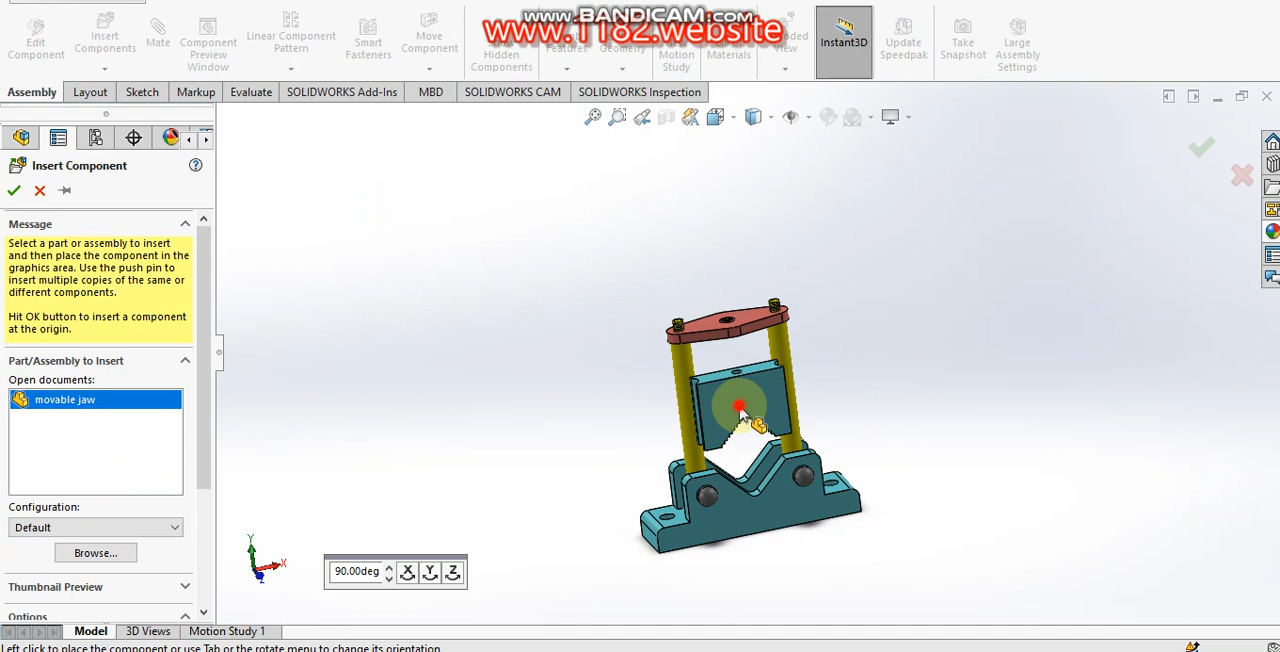 www.BANDICAM.com
www.1182.website
Edit Component
Insert Components
Mate
Component Preview Window
Linear Component Pattern
Smart Fasteners
Move Component
Show Hidden Components
Features
Geometry
New Motion Study
Materials
View
Instant3D
Update Speedpak
Take Snapshot
Large Assembly Settings
Assembly
Layout
Sketch
Markup
Evaluate
SOLIDWORKS Add-Ins
MBD
SOLIDWORKS CAM
SOLIDWORKS Inspection
Insert Component
Message
Select a part or assembly to insert
and then place the component in the
graphics area. Use the push pin to
insert multiple copies of the same or
different components.
Hit OK button to insert a component
at the origin.
Part/Assembly to Insert
Open documents:
movable jaw
Configuration:
Default
Browse...
Thumbnail Preview
Options
Y
X
Z
90.00deg
X
Y
Z
Model
3D Views
Motion Study 1
Left click to place the component or use Tab or the rotate menu to change its orientation